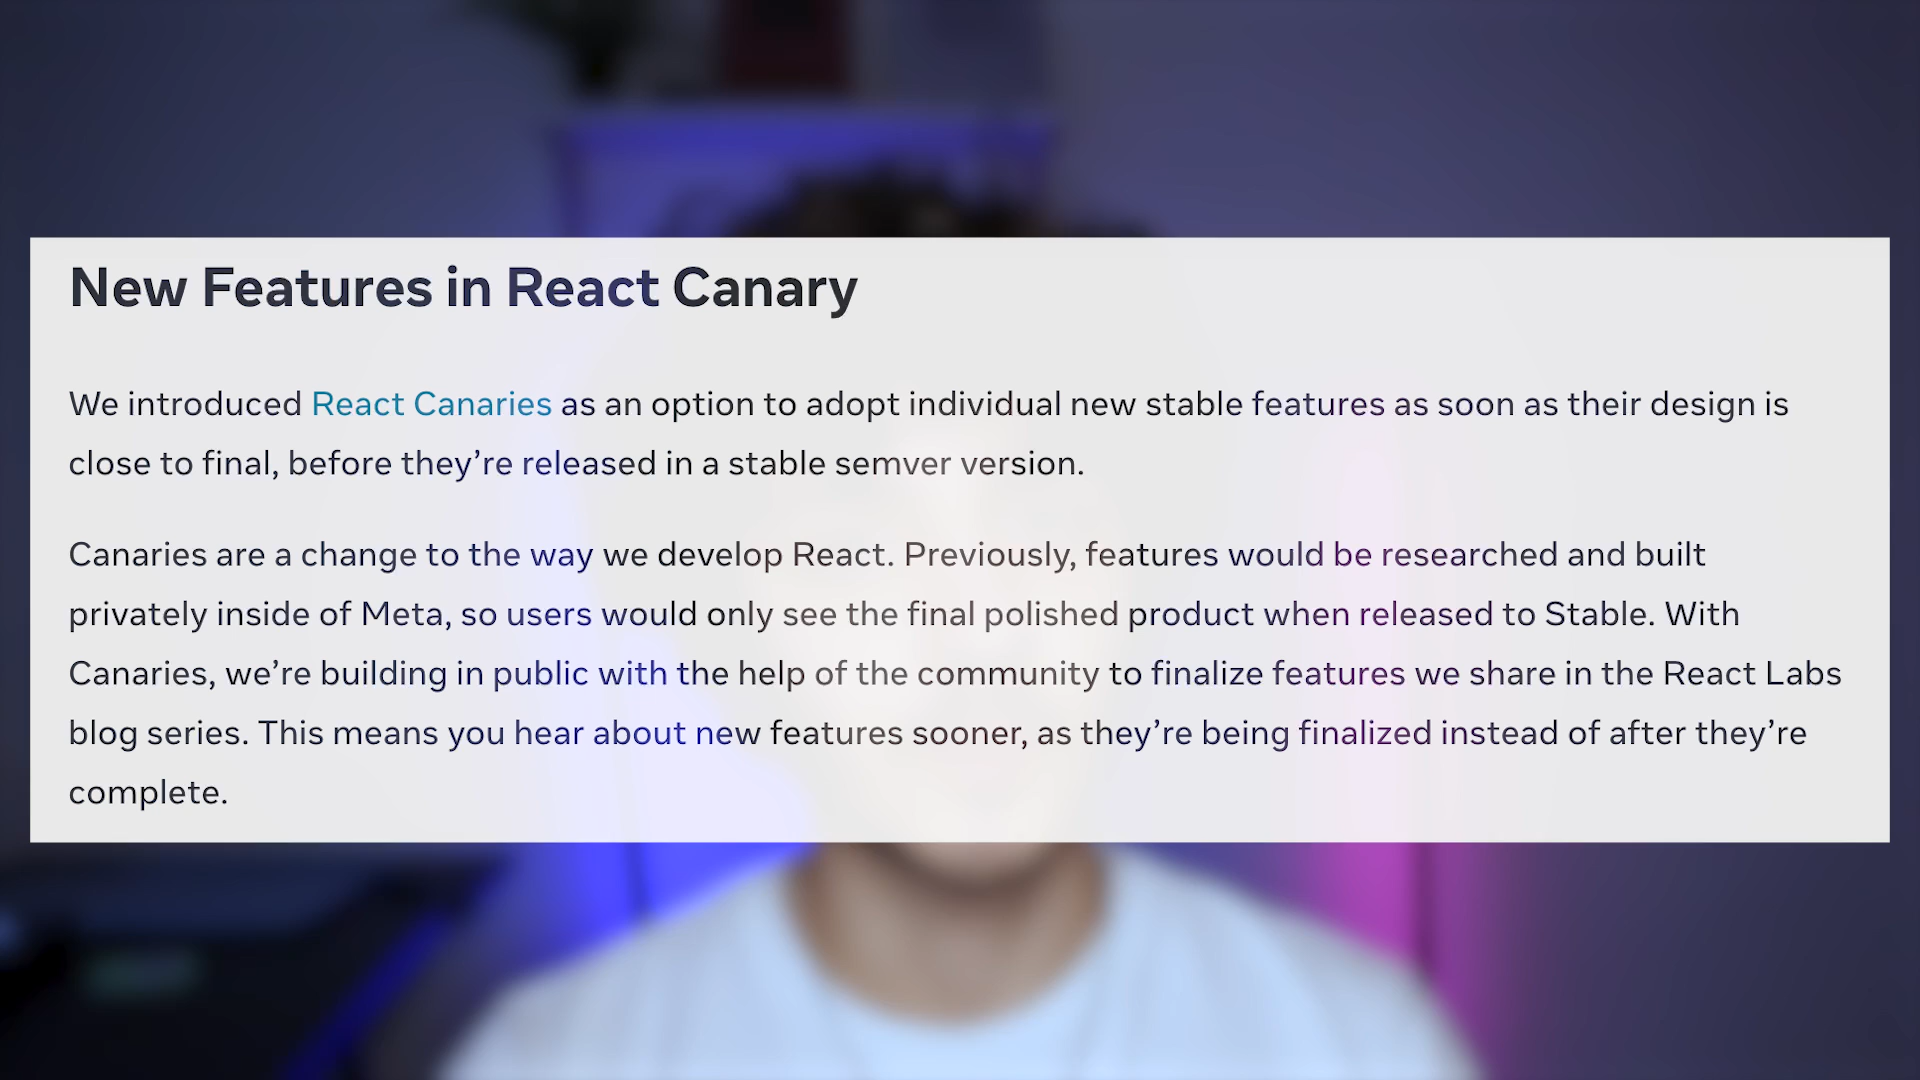 New Features in React Canary
We introduced React Canaries as an option to adopt individual new stable features as soon as their design is
close to final, before they’re released in a stable semver version.
Canaries are a change to the way we develop React. Previously, features would be researched and built
privately inside of Meta, so users would only see the final polished product when released to Stable. With
Canaries, we’re building in public with the help of the community to finalize features we share in the React Labs
blog series. This means you hear about new features sooner, as they’re being finalized instead of after they’re
complete.